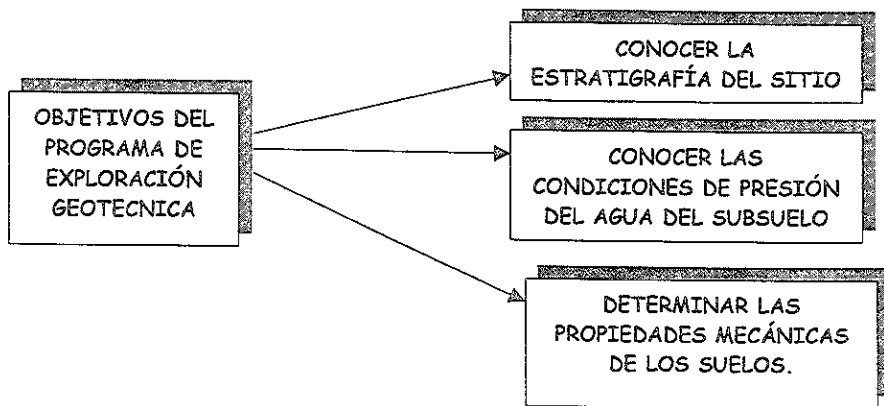 OBJETIVOS DEL
PROGRAMA DE
EXPLORACIÓN
GEOTECNICA
CONOCER LA
ESTRATIGRAFÍA DEL SITIO
CONOCER LAS
CONDICIONES DE PRESIÓN
DEL AGUA DEL SUBSUELO
DETERMINAR LAS
PROPIEDADES MECÁNICAS
DE LOS SUELOS.